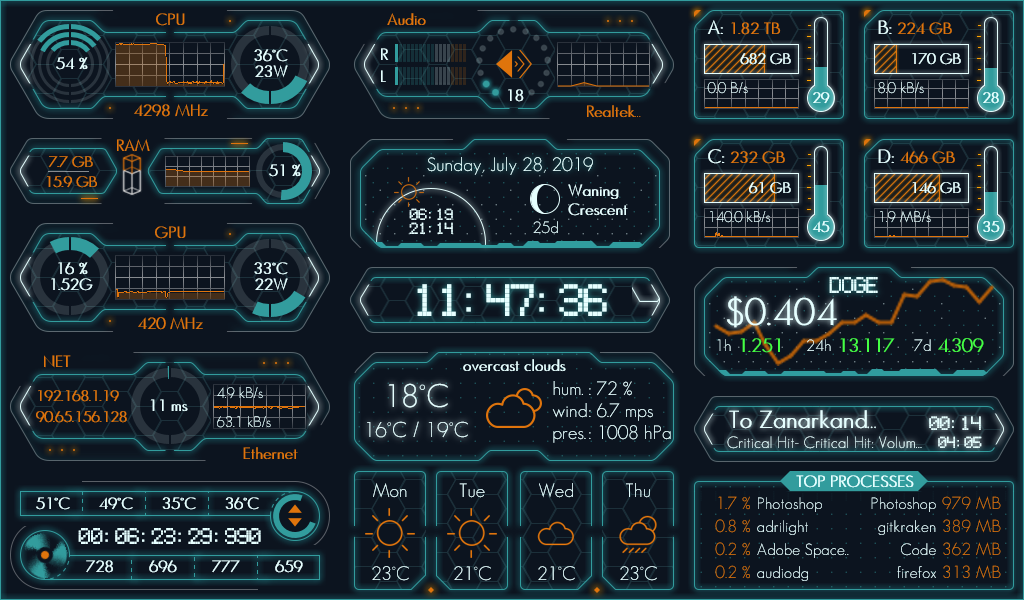 CPU
54 %
36°C
23W
4298 MHz
RAM
7.7 GB
15.9 GB
51 %
GPU
16 %
1.52G
33°C
22W
420 MHz
NET
192.168.1.19
90.65.156.128
11 ms
4.9 kB/s
63.1 kB/s
Ethernet
51°C 49°C 35°C 36°C
00:06:23:29:990
728 696 777 659
Audio
R
L
18
Realtek...
Sunday, July 28, 2019
06:19
21:14
Waning
Crescent
25d
11:47:36
overcast clouds
18°C
16°C / 19°C
hum.: 72 %
wind: 6.7 mps
pres.: 1008 hPa
Mon Tue Wed Thu
23°C 21°C 21°C 23°C
A: 1.82 TB
682 GB
0.0 B/s
29
B: 224 GB
170 GB
8.0 kB/s
28
C: 232 GB
61 GB
140.0 kB/s
45
D: 466 GB
146 GB
1.9 MB/s
35
DOGE
$0.404
1h 1.251 24h 13.117 7d 4.309
To Zanarkand... 00:14
Critical Hit- Critical Hit: Volum... 04:05
TOP PROCESSES
1.7 % Photoshop Photoshop 979 MB
0.8 % adrilight gitkraken 389 MB
0.2 % Adobe Space.. Code 362 MB
0.2 % audiodg firefox 313 MB